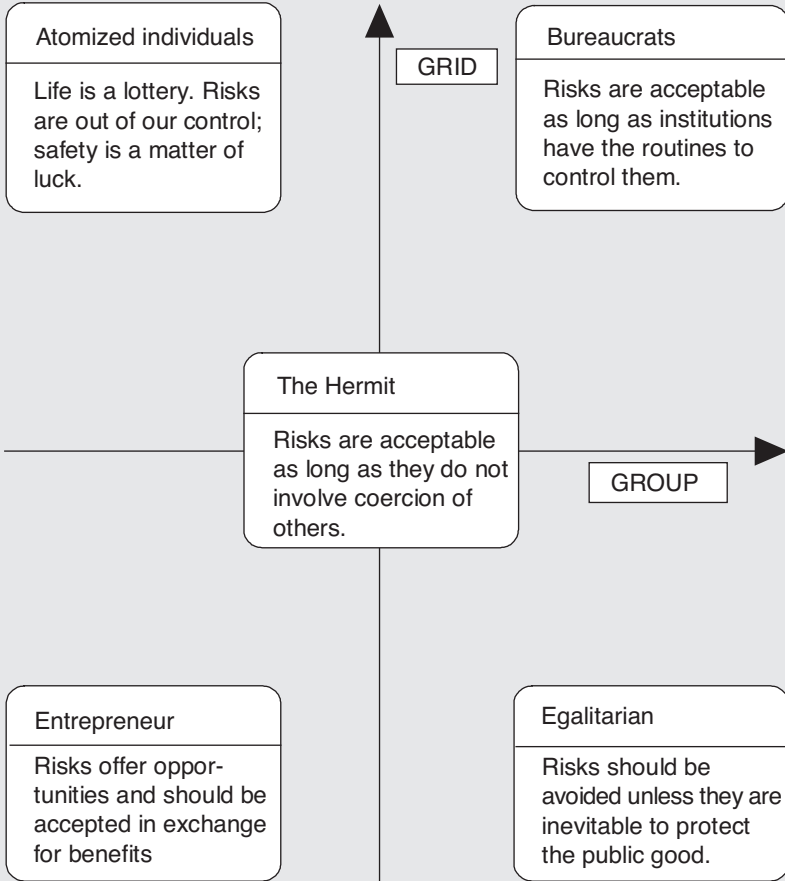 Atomized individuals
Life is a lottery. Risks
are out of our control;
safety is a matter of
luck.
GRID
Bureaucrats
Risks are acceptable
as long as institutions
have the routines to
control them.
The Hermit
Risks are acceptable
as long as they do not
involve coercion of
others.
GROUP
Entrepreneur
Risks offer oppor-
tunities and should be
accepted in exchange
for benefits
Egalitarian
Risks should be
avoided unless they are
inevitable to protect
the public good.